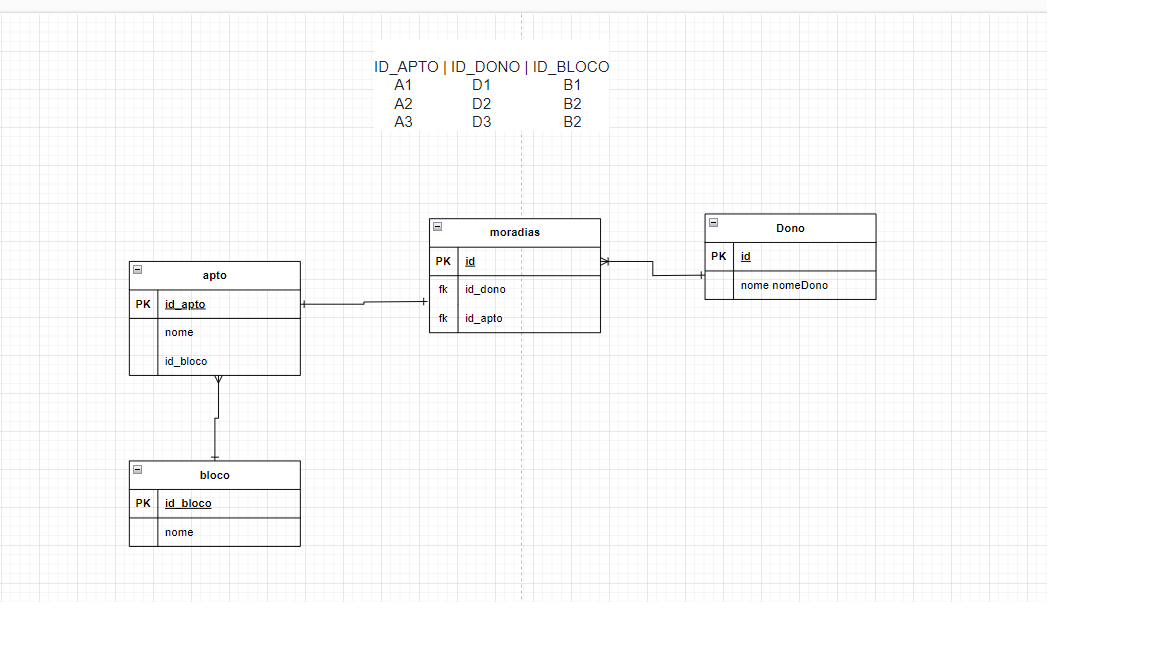 ID_APTO | ID_DONO | ID_BLOCO
A1 D1 B1
A2 D2 B2
A3 D3 B2
moradias
PK id
fk id_dono
fk id_apto
Dono
PK id
nome nomeDono
apto
PK id_apto
nome
id_bloco
bloco
PK id_bloco
nome